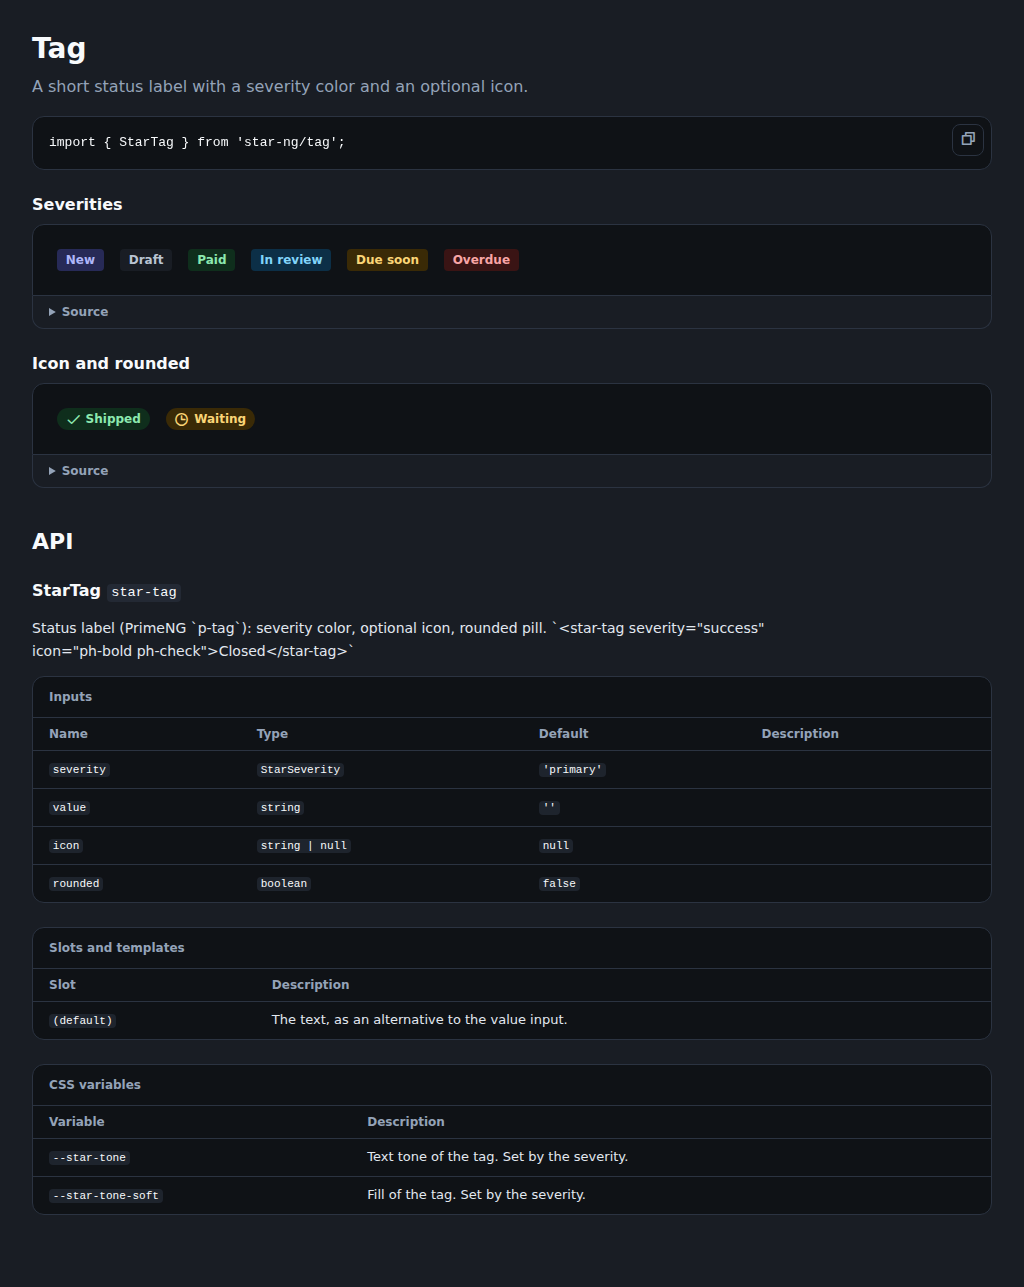 Tag
A short status label with a severity color and an optional icon.
import { StarTag } from 'star-ng/tag';
Severities
New Draft Paid In review Due soon Overdue
Source
Icon and rounded
Shipped Waiting
Source
API
StarTag star-tag
Status label (PrimeNG `p-tag`): severity color, optional icon, rounded pill. `<star-tag severity="success"
icon="ph-bold ph-check">Closed</star-tag>`
Inputs
Name Type Default Description
severity StarSeverity 'primary'
value string ''
icon string | null null
rounded boolean false
Slots and templates
Slot Description
(default) The text, as an alternative to the value input.
CSS variables
Variable Description
--star-tone Text tone of the tag. Set by the severity.
--star-tone-soft Fill of the tag. Set by the severity.